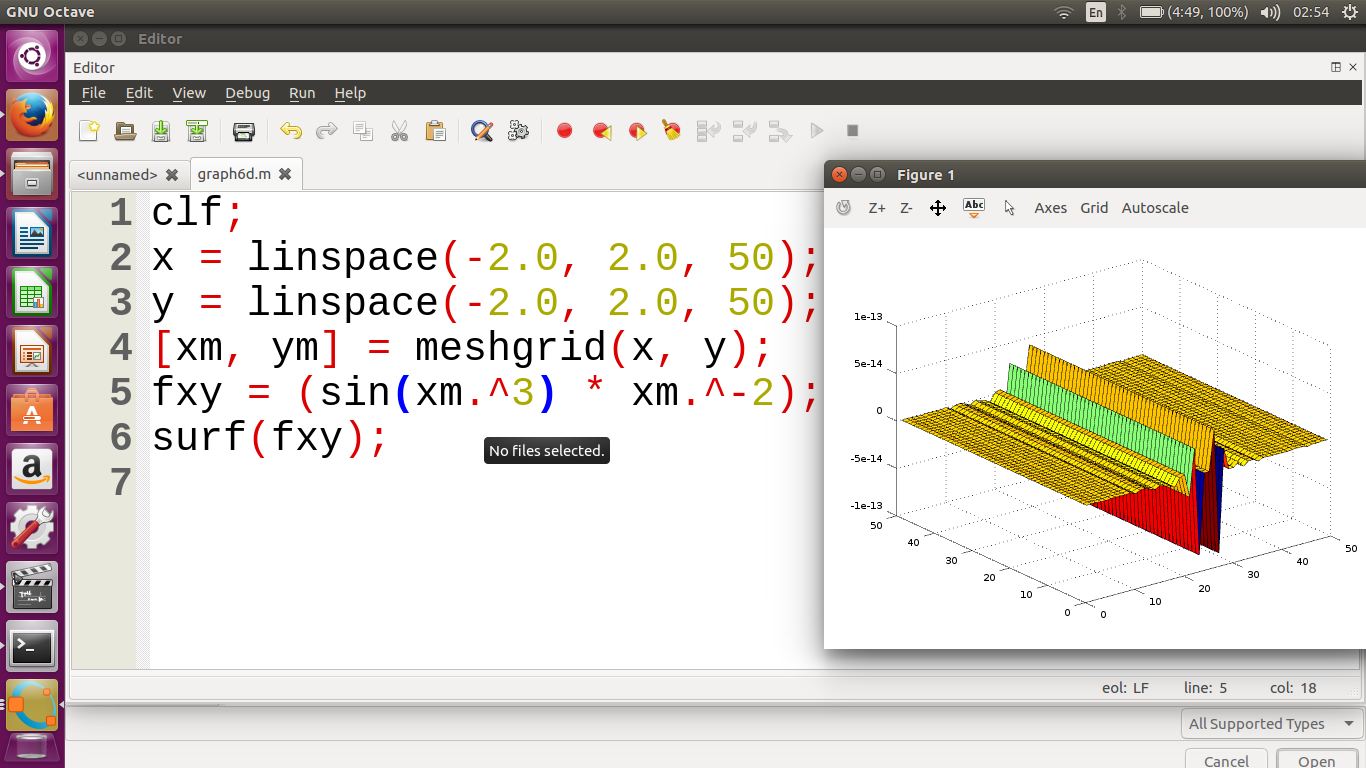 GNU Octave
En
(4:49, 100%)
02:54
Editor
Editor
File Edit View Debug Run Help
<unnamed>
graph6d.m
1 clf;
2 x = linspace(-2.0, 2.0, 50);
3 y = linspace(-2.0, 2.0, 50);
4 [xm, ym] = meshgrid(x, y);
5 fxy = (sin(xm.^3) * xm.^-2);
6 surf(fxy);
7
No files selected.
Figure 1
Z+ Z- Abc Axes Grid Autoscale
1e-13
5e-14
0
-5e-14
-1e-13
50
40
30
20
10
0
0
10
20
30
40
50
eol: LF line: 5 col: 18
All Supported Types
Cancel Open